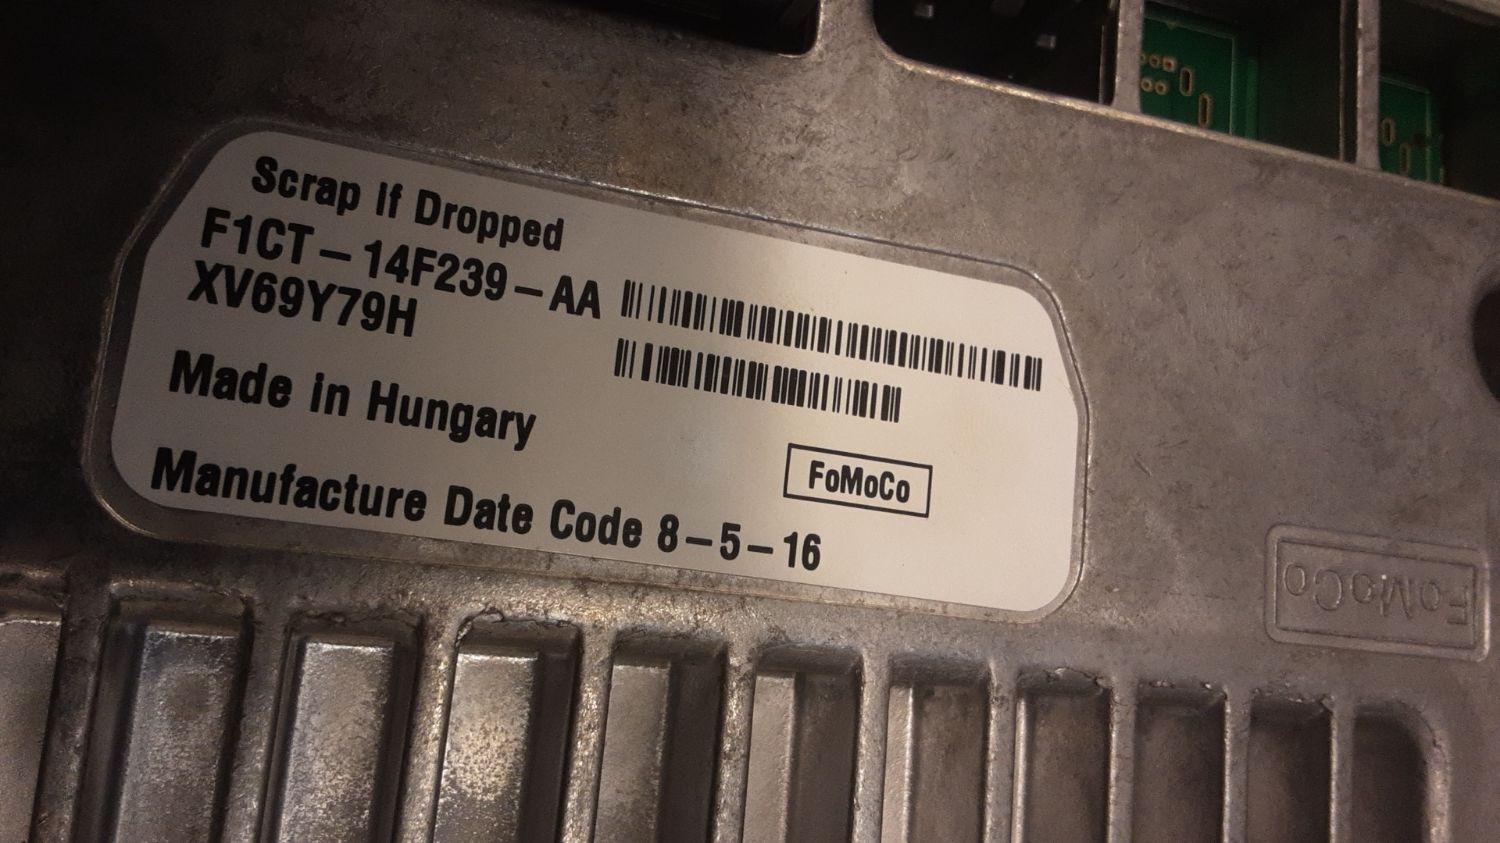 Scrap If Dropped
F1CT-14F239-AA
XV69Y79H
Made in Hungary
FoMoCo
Manufacture Date Code 8-5-16
FoMoCo